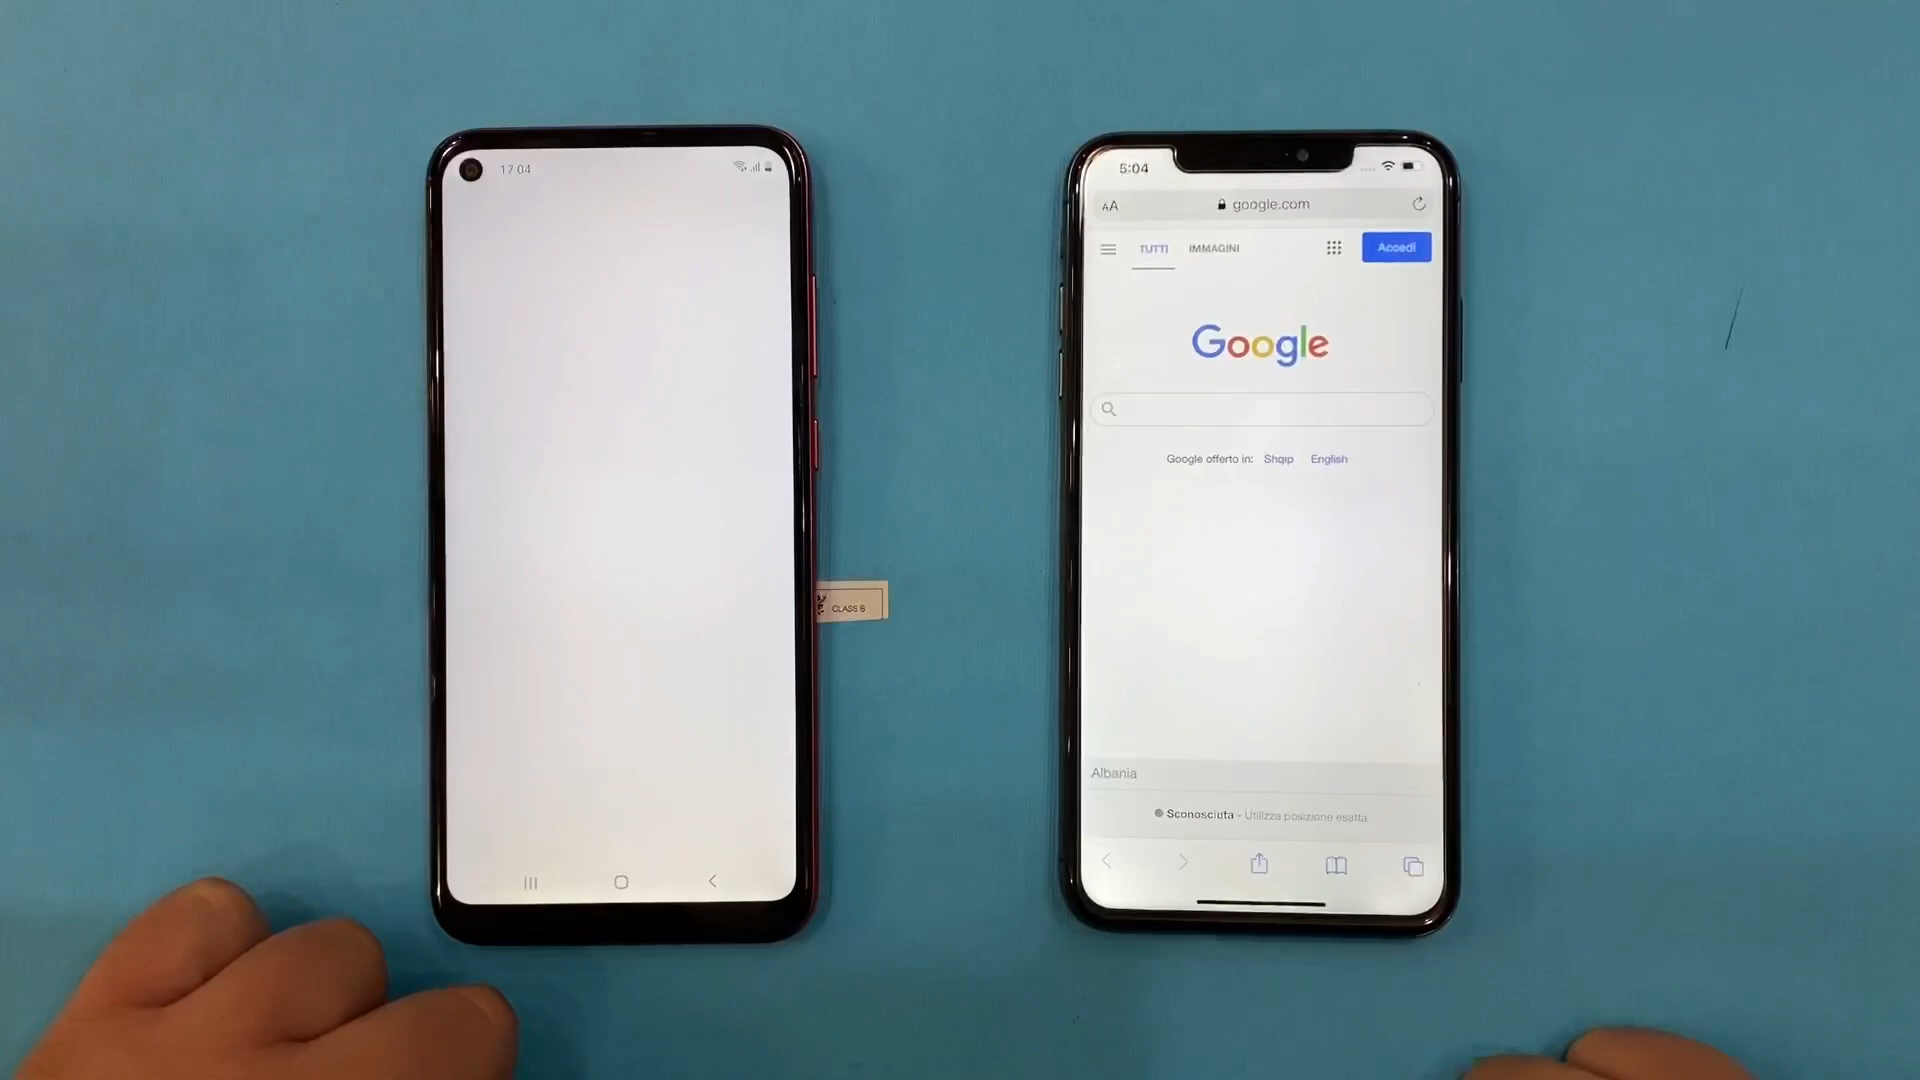 17:04
CLASS B
5:04
AA
google.com
TUTTI IMMAGINI
Accedi
Google
Google offerto in: Shqip English
Albania
Sconosciuta - Utilizza posizione esatta